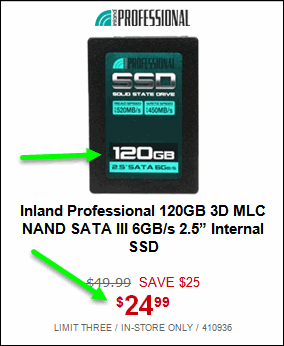 inland PROFESSIONAL
inland PROFESSIONAL
SSD
SOLID STATE DRIVE
READ SPEED WRITE SPEED
:520MB/s :450MB/s
120GB
2.5" SATA 6Gb/s
Inland Professional 120GB 3D MLC
NAND SATA III 6GB/s 2.5” Internal
SSD
$49.99 SAVE $25
$24.99
LIMIT THREE / IN-STORE ONLY / 410936